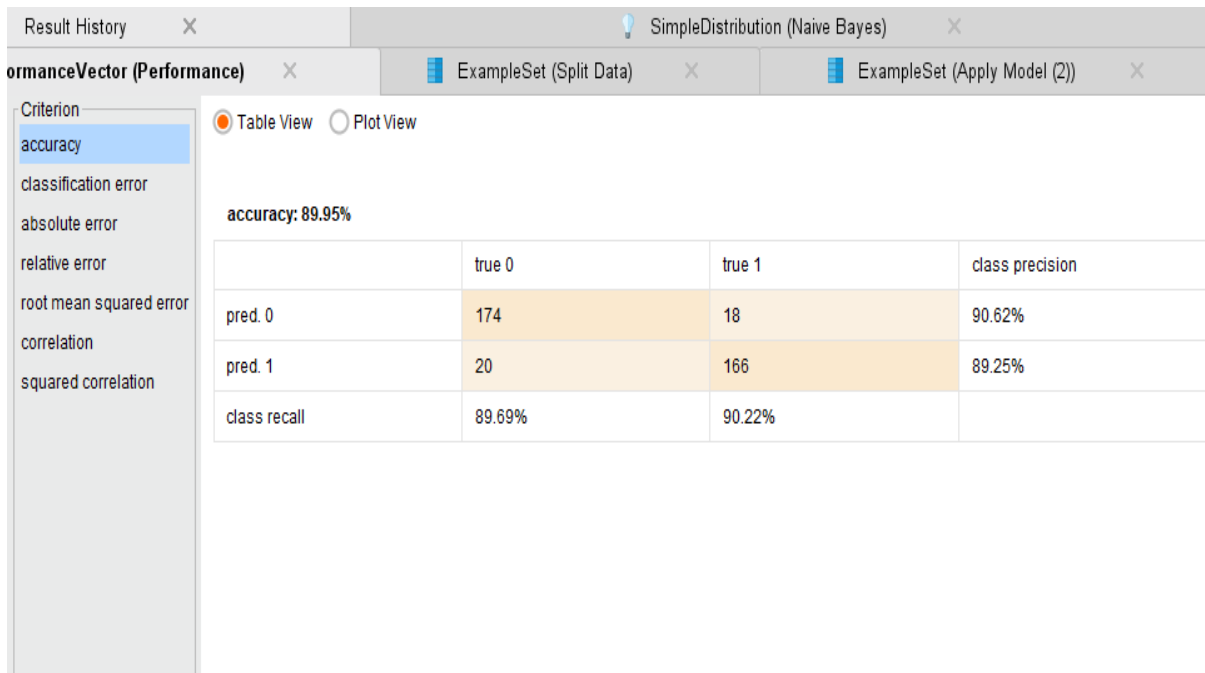 Result History
SimpleDistribution (Naive Bayes)
ormanceVector (Performance)
ExampleSet (Split Data)
ExampleSet (Apply Model (2))
Criterion
accuracy
classification error
absolute error
relative error
root mean squared error
correlation
squared correlation
Table View Plot View
accuracy: 89.95%
true 0 true 1 class precision
pred. 0 174 18 90.62%
pred. 1 20 166 89.25%
class recall 89.69% 90.22%